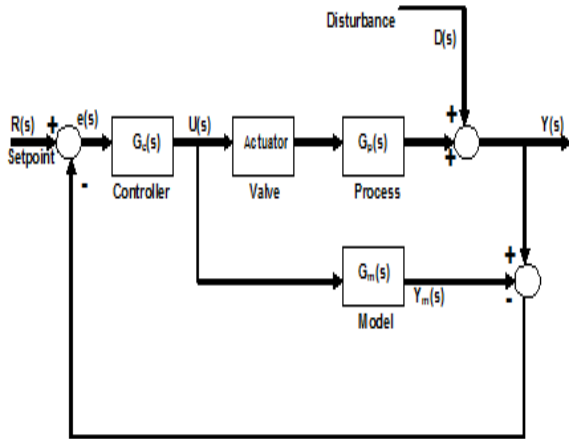 Disturbance
D(s)
+
R(s)
+
e(s)
U(s)
Y(s)
Gc(s)
Actuator
Gp(s)
+
Setpoint
-
Controller
Valve
Process
+
Gm(s)
Ym(s)
-
Model